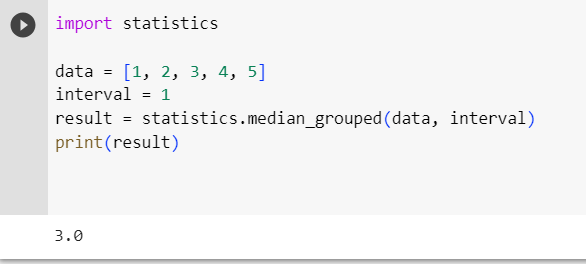 import statistics
data = [1, 2, 3, 4, 5]
interval = 1
result = statistics.median_grouped(data, interval)
print(result)
3.0